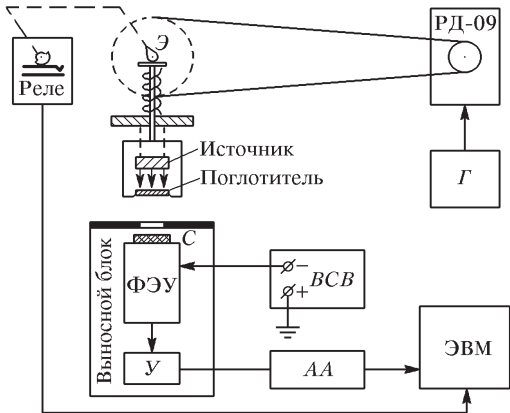 Э
РД-09
Реле
Источник
Поглотитель
Г
Выносной блок
С
ФЭУ
−
+
ВСВ
У
АА
ЭВМ